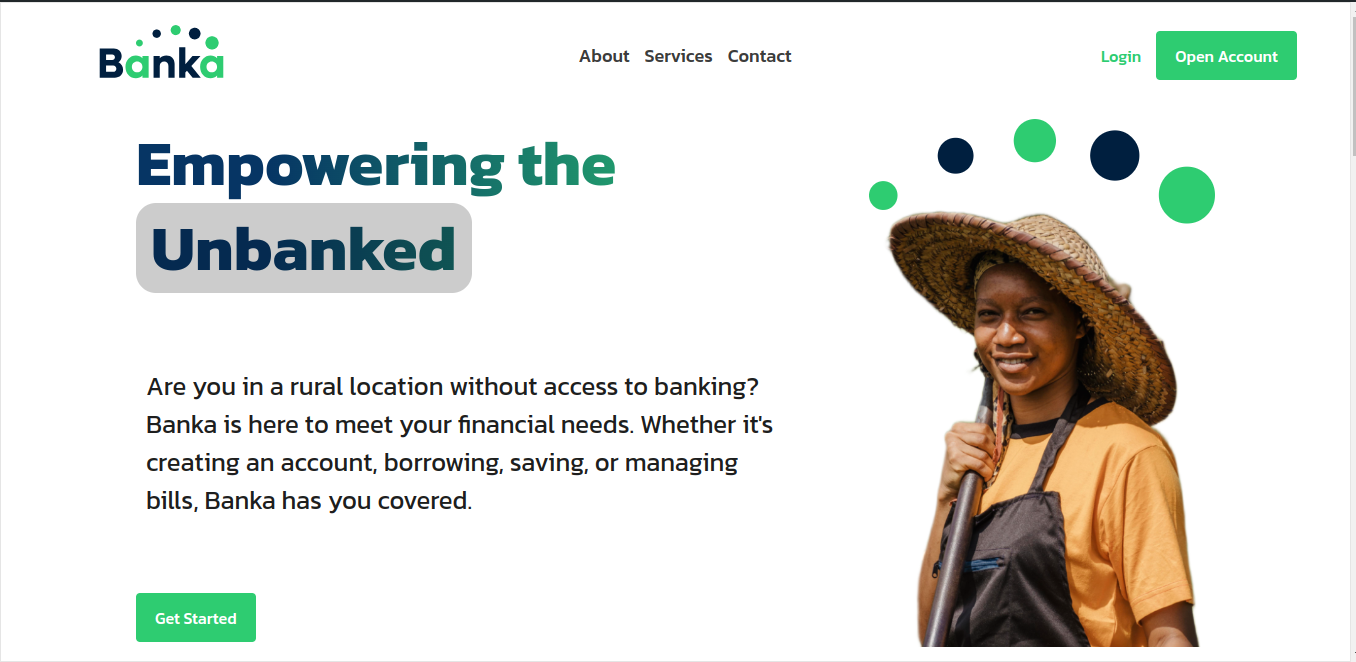 Banka
About Services Contact
Login Open Account
Empowering the
Unbanked
Are you in a rural location without access to banking?
Banka is here to meet your financial needs. Whether it's
creating an account, borrowing, saving, or managing
bills, Banka has you covered.
Get Started